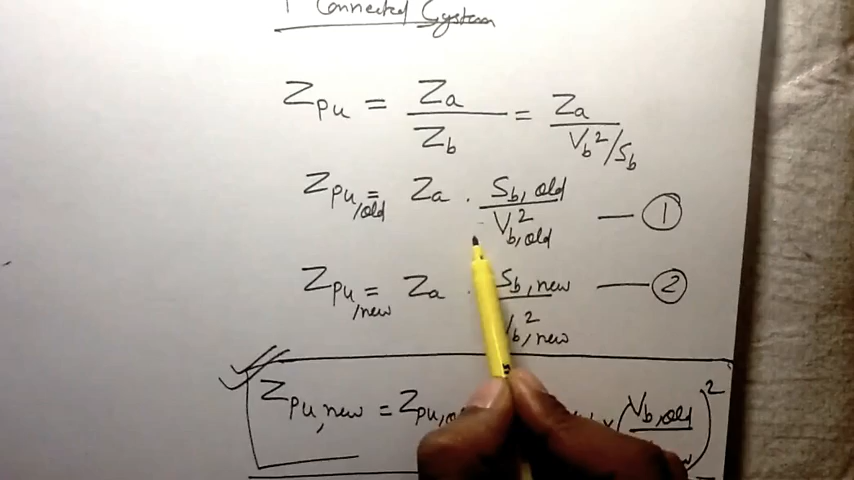 Connected System
Zpu = Za / Zb = Za / (Vb²/Sb)
Zpu,old = Za . Sb,old / V²b,old — ①
Zpu,new = Za . Sb,new / Vb²,new — ②
Zpu,new = Zpu,o × (Vb,old / )²